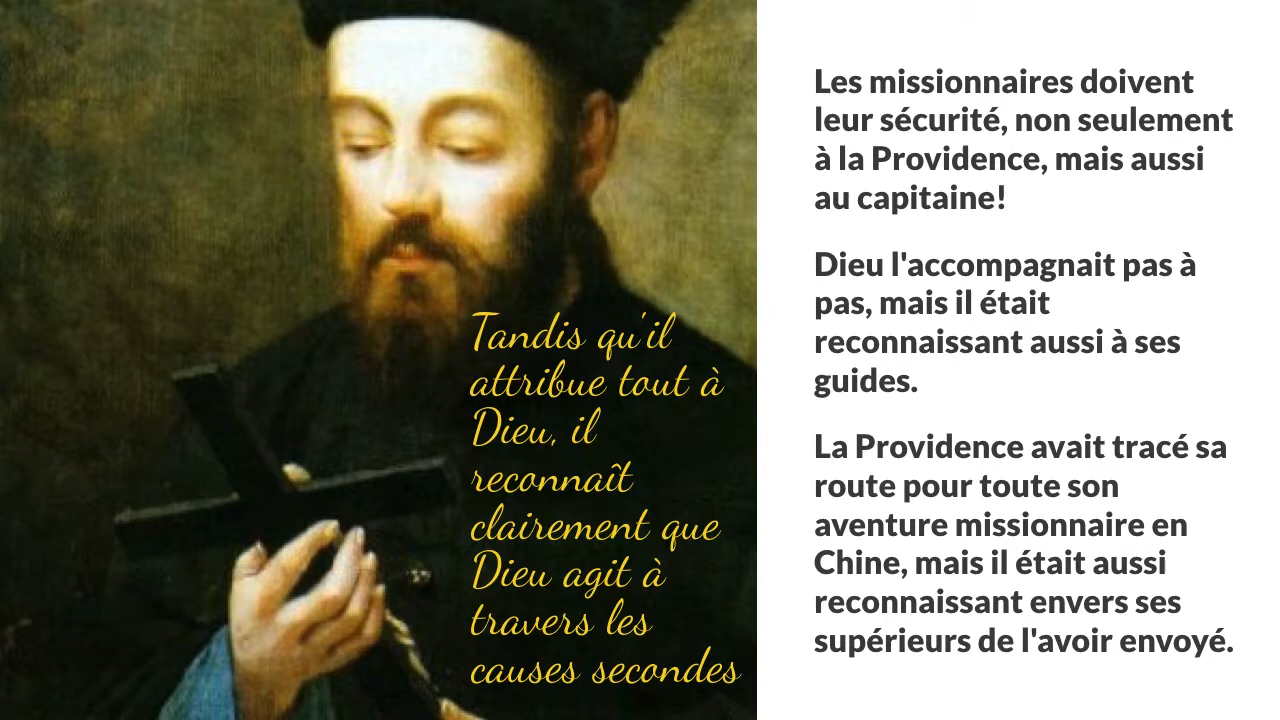 Tandis qu'il
attribue tout à
Dieu, il
reconnaît
clairement que
Dieu agit à
travers les
causes secondes
Les missionnaires doivent
leur sécurité, non seulement
à la Providence, mais aussi
au capitaine!
Dieu l'accompagnait pas à
pas, mais il était
reconnaissant aussi à ses
guides.
La Providence avait tracé sa
route pour toute son
aventure missionnaire en
Chine, mais il était aussi
reconnaissant envers ses
supérieurs de l'avoir envoyé.